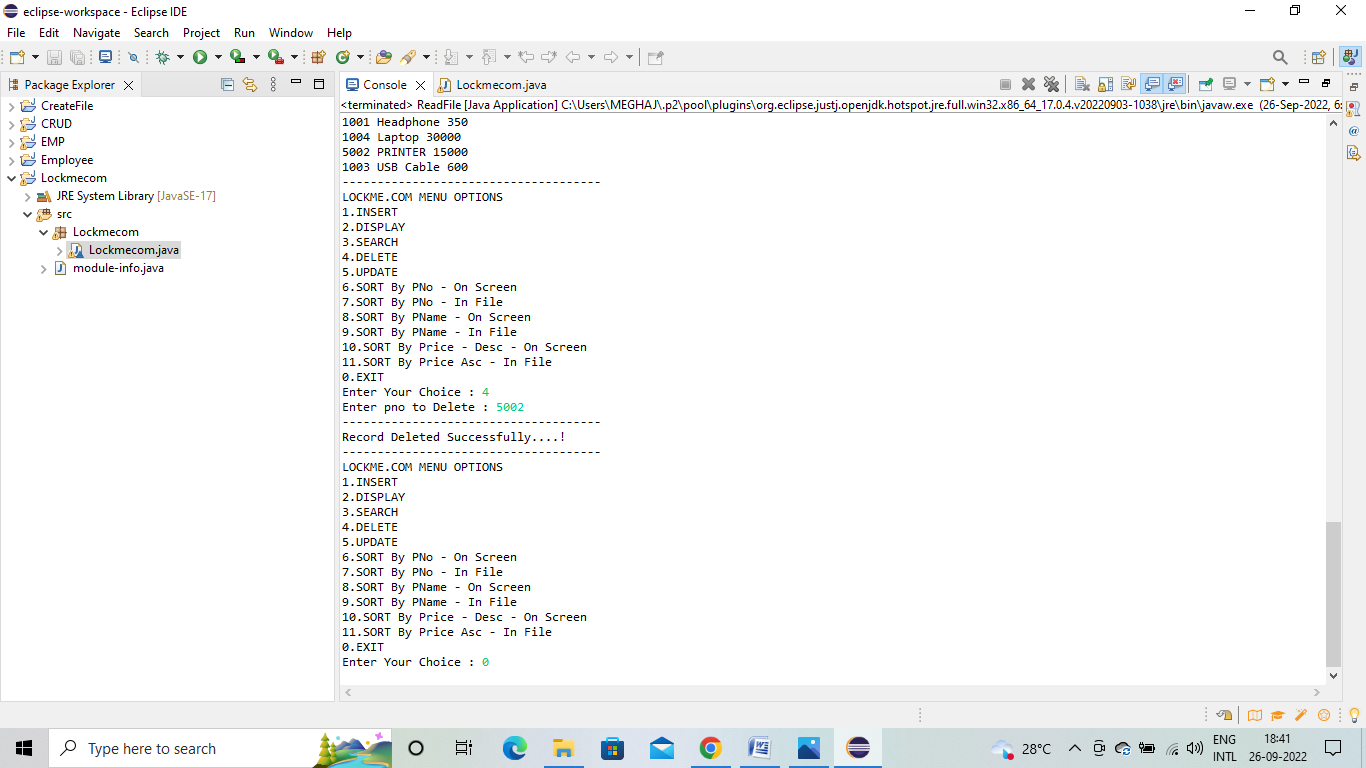 eclipse-workspace - Eclipse IDE
File Edit Navigate Search Project Run Window Help
Package Explorer
CreateFile
CRUD
EMP
Employee
Lockmecom
JRE System Library [JavaSE-17]
src
Lockmecom
Lockmecom.java
module-info.java
Console Lockmecom.java
<terminated> ReadFile [Java Application] C:\Users\MEGHAJ\.p2\pool\plugins\org.eclipse.justj.openjdk.hotspot.jre.full.win32.x86_64_17.0.4.v20220903-1038\jre\bin\javaw.exe (26-Sep-2022, 6:
1001 Headphone 350
1004 Laptop 30000
5002 PRINTER 15000
1003 USB Cable 600
-------------------------------------
LOCKME.COM MENU OPTIONS
1.INSERT
2.DISPLAY
3.SEARCH
4.DELETE
5.UPDATE
6.SORT By PNo - On Screen
7.SORT By PNo - In File
8.SORT By PName - On Screen
9.SORT By PName - In File
10.SORT By Price - Desc - On Screen
11.SORT By Price Asc - In File
0.EXIT
Enter Your Choice : 4
Enter pno to Delete : 5002
-------------------------------------
Record Deleted Successfully....!
-------------------------------------
LOCKME.COM MENU OPTIONS
1.INSERT
2.DISPLAY
3.SEARCH
4.DELETE
5.UPDATE
6.SORT By PNo - On Screen
7.SORT By PNo - In File
8.SORT By PName - On Screen
9.SORT By PName - In File
10.SORT By Price - Desc - On Screen
11.SORT By Price Asc - In File
0.EXIT
Enter Your Choice : 0
Type here to search
28°C
ENG
INTL
18:41
26-09-2022